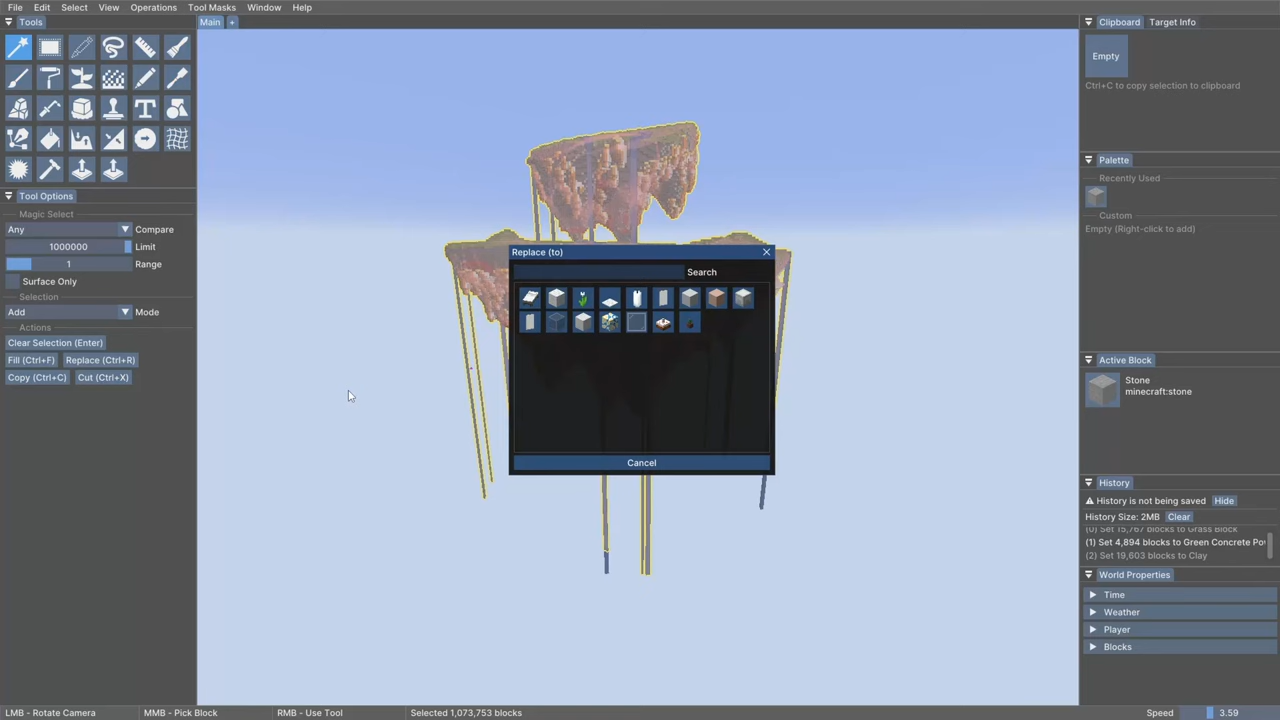 File Edit Select View Operations Tool Masks Window Help
Tools
Main +
Clipboard Target Info
Empty
Ctrl+C to copy selection to clipboard
Palette
Recently Used
Custom
Empty (Right-click to add)
Tool Options
Magic Select
Any Compare
1000000 Limit
1 Range
Surface Only
Selection
Add Mode
Actions
Clear Selection (Enter)
Fill (Ctrl+F) Replace (Ctrl+R)
Copy (Ctrl+C) Cut (Ctrl+X)
Replace (to)
Search
Cancel
Active Block
Stone
minecraft:stone
History
History is not being saved Hide
History Size: 2MB Clear
(0) Set 15,767 blocks to Grass Block
(1) Set 4,894 blocks to Green Concrete Po
(2) Set 19,603 blocks to Clay
World Properties
Time
Weather
Player
Blocks
LMB - Rotate Camera MMB - Pick Block RMB - Use Tool Selected 1,073,753 blocks Speed 3.59